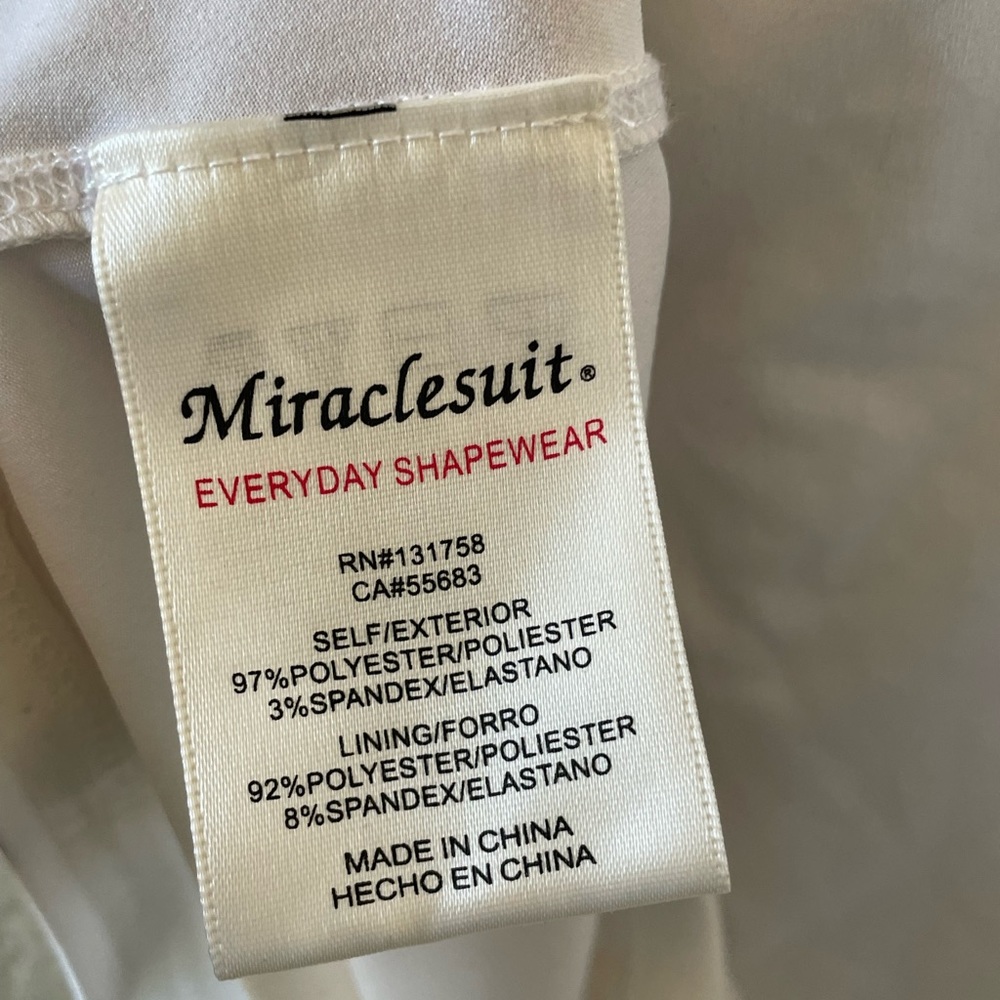 Miraclesuit®
EVERYDAY SHAPEWEAR
RN#131758
CA#55683
SELF/EXTERIOR
97%POLYESTER/POLIESTER
3%SPANDEX/ELASTANO
LINING/FORRO
92%POLYESTER/POLIESTER
8%SPANDEX/ELASTANO
MADE IN CHINA
HECHO EN CHINA